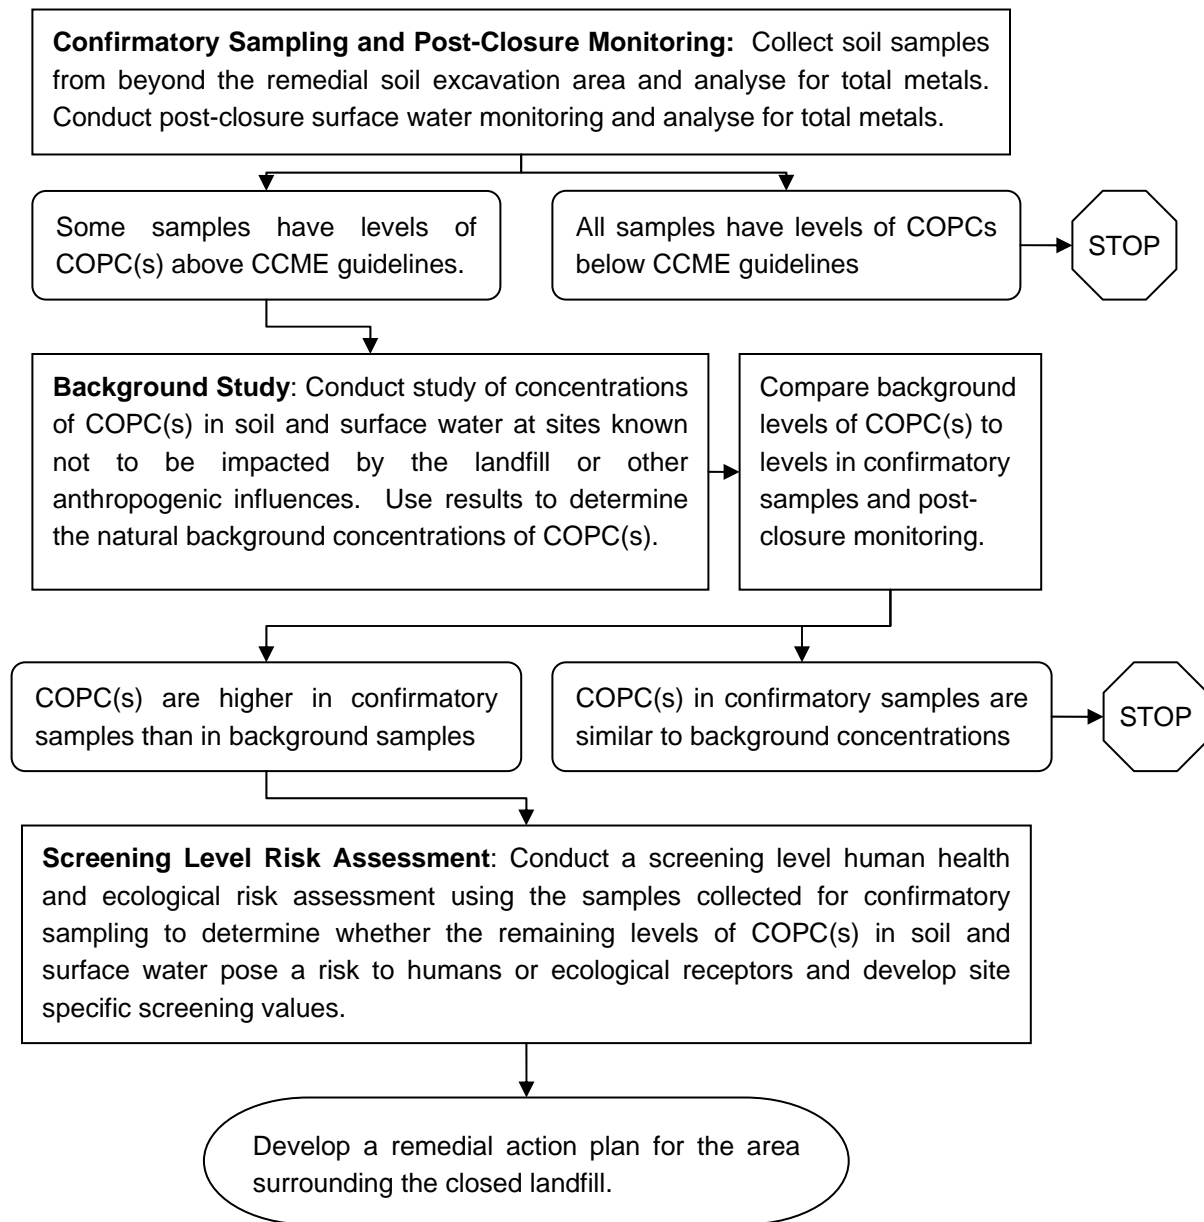 Confirmatory Sampling and Post-Closure Monitoring: Collect soil samples
from beyond the remedial soil excavation area and analyse for total metals.
Conduct post-closure surface water monitoring and analyse for total metals.
Some samples have levels of
COPC(s) above CCME guidelines.
All samples have levels of COPCs
below CCME guidelines
STOP
Background Study: Conduct study of concentrations
of COPC(s) in soil and surface water at sites known
not to be impacted by the landfill or other
anthropogenic influences. Use results to determine
the natural background concentrations of COPC(s).
Compare background
levels of COPC(s) to
levels in confirmatory
samples and post-
closure monitoring.
COPC(s) are higher in confirmatory
samples than in background samples
COPC(s) in confirmatory samples are
similar to background concentrations
STOP
Screening Level Risk Assessment: Conduct a screening level human health
and ecological risk assessment using the samples collected for confirmatory
sampling to determine whether the remaining levels of COPC(s) in soil and
surface water pose a risk to humans or ecological receptors and develop site
specific screening values.
Develop a remedial action plan for the area
surrounding the closed landfill.